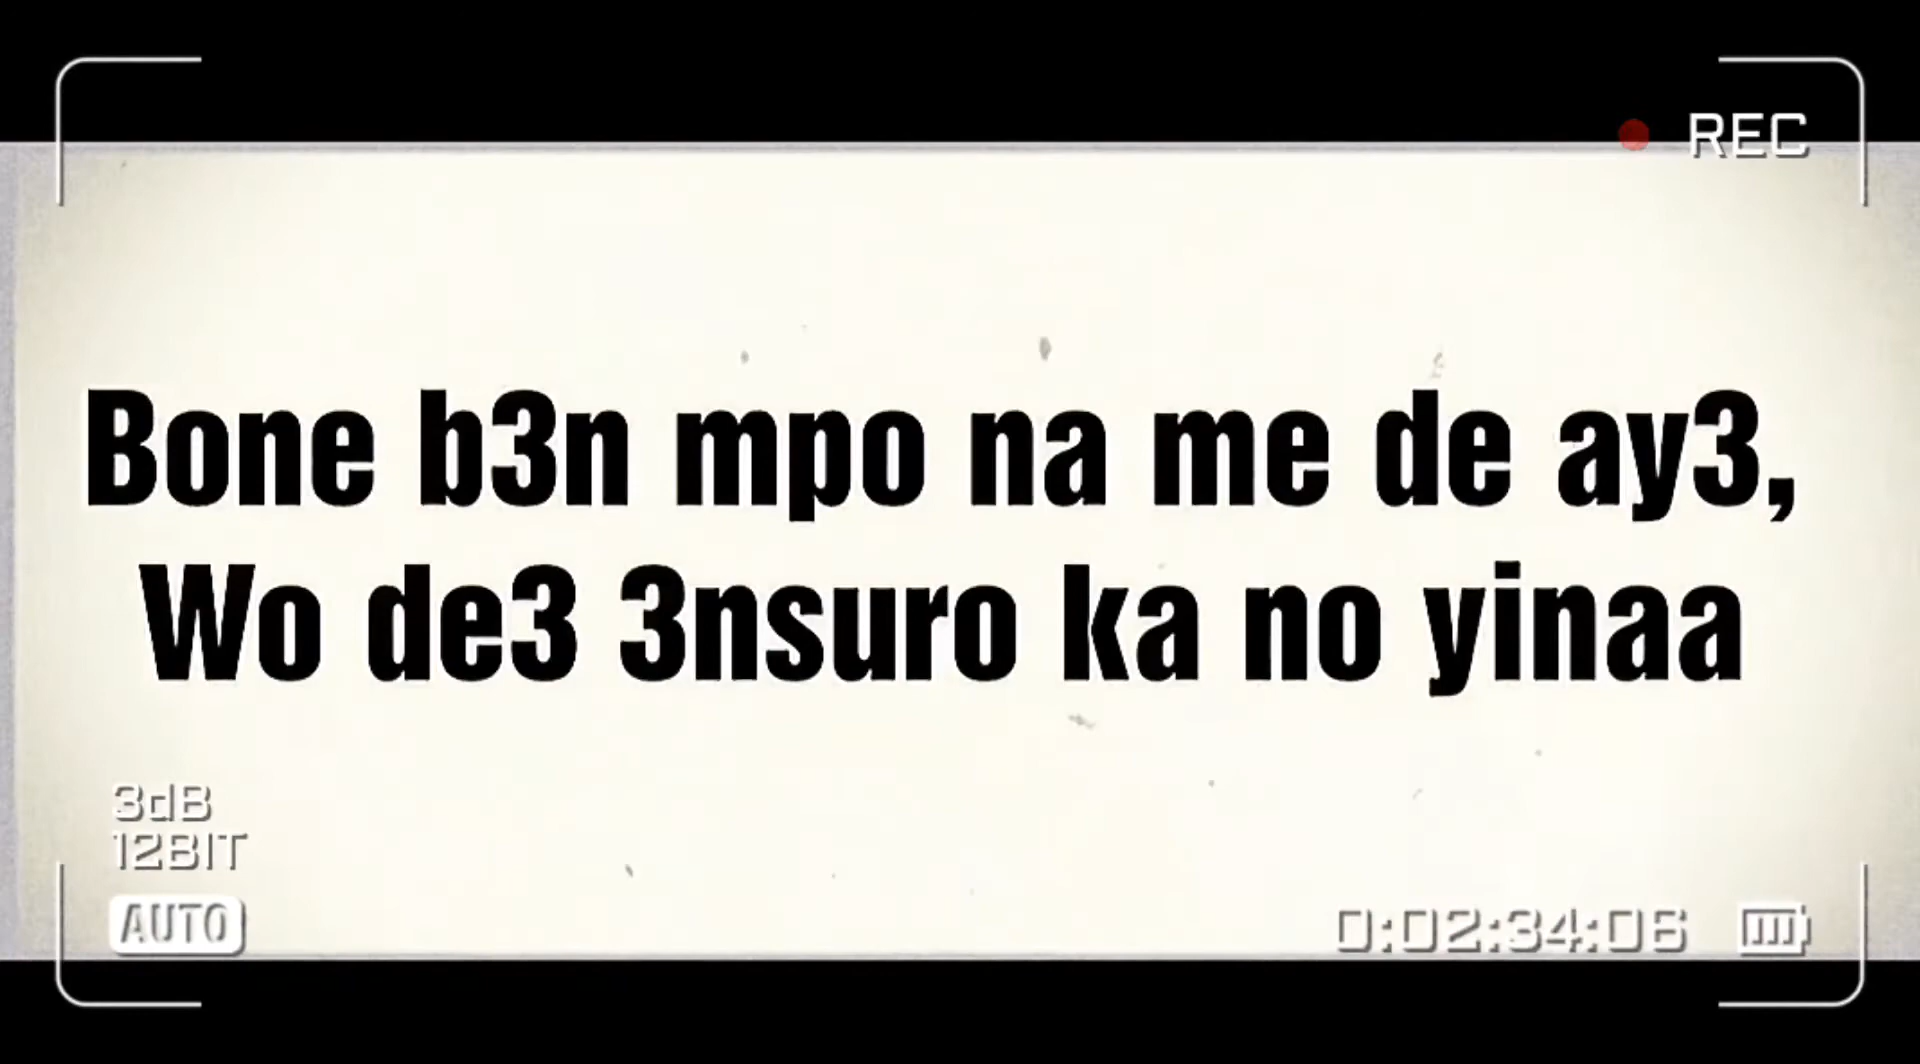 REC
Bone b3n mpo na me de ay3,
Wo de3 3nsuro ka no yinaa
3dB
12BIT
AUTO
0:02:34:06